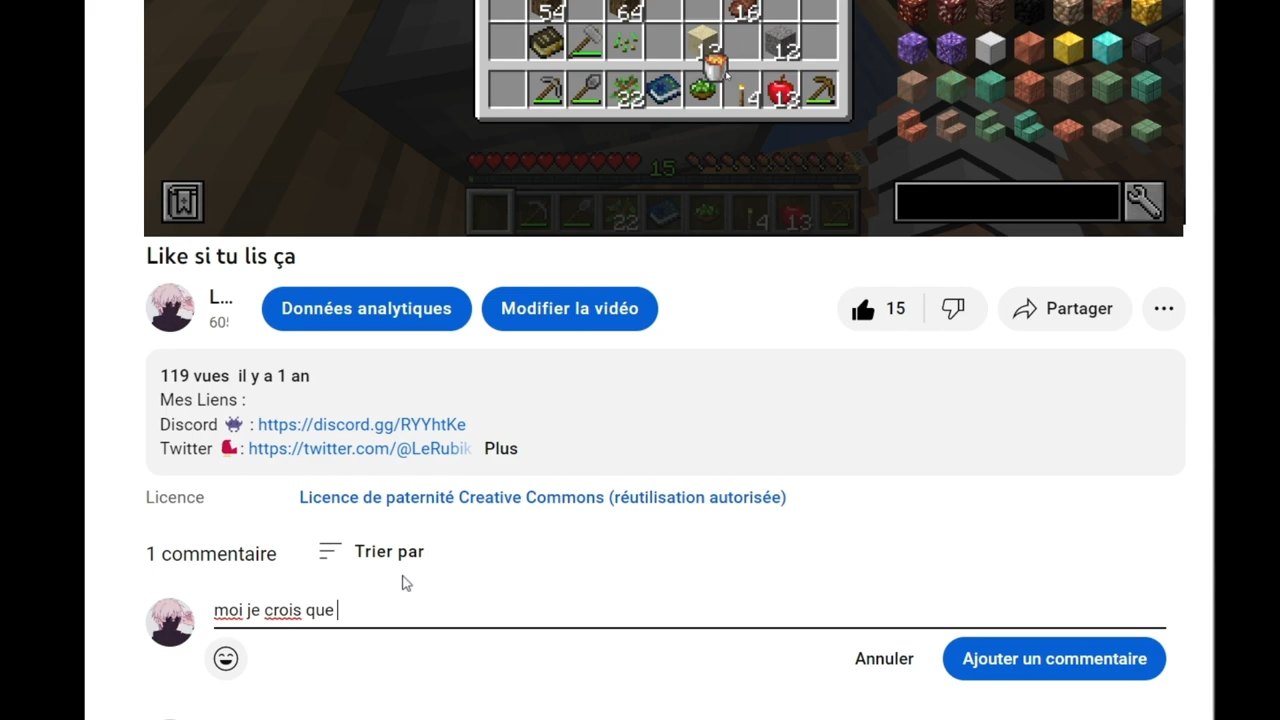 54 64 16
12 12
22 4 13
15
22 4 13
Like si tu lis ça
L...
Données analytiques
Modifier la vidéo
15
Partager
119 vues il y a 1 an
Mes Liens :
Discord 👾 : https://discord.gg/RYYhtKe
Twitter : https://twitter.com/@LeRubik Plus
Licence Licence de paternité Creative Commons (réutilisation autorisée)
1 commentaire Trier par
moi je crois que
Annuler Ajouter un commentaire